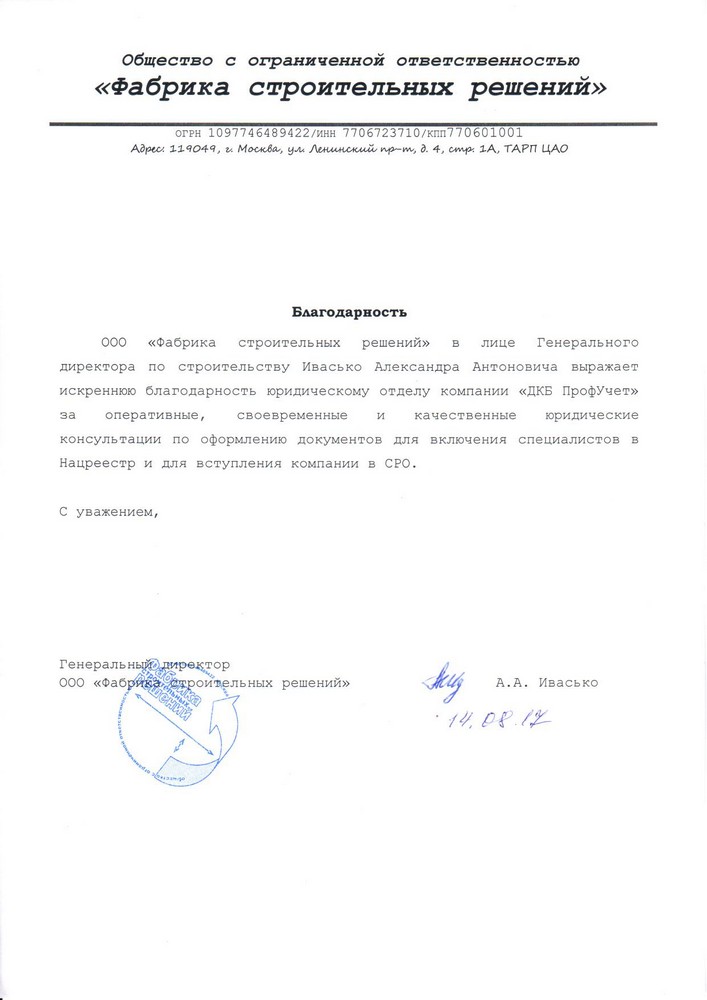 Общество с ограниченной ответственностью
«Фабрика строительных решений»
ОГРН 1097746489422/ИНН 7706723710/КПП770601001
Адрес: 119049, г. Москва, ул. Ленинский пр-т, д. 4, стр. 1А, ТАРП ЦАО
Благодарность
ООО «Фабрика строительных решений» в лице Генерального
директора по строительству Ивасько Александра Антоновича выражает
искреннюю благодарность юридическому отделу компании «ДКБ ПрофУчет»
за оперативные, своевременные и качественные юридические
консультации по оформлению документов для включения специалистов в
Нацреестр и для вступления компании в СРО.
С уважением,
Генеральный директор
ООО «Фабрика строительных решений»
А.А. Ивасько
14.08.17
Фабрика
строительных
решений